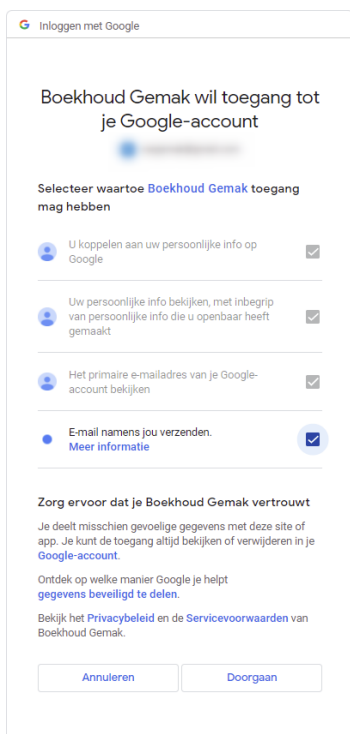 Inloggen met Google
Boekhoud Gemak wil toegang tot
je Google-account
Selecteer waartoe Boekhoud Gemak toegang
mag hebben
U koppelen aan uw persoonlijke info op
Google
Uw persoonlijke info bekijken, met inbegrip
van persoonlijke info die u openbaar heeft
gemaakt
Het primaire e-mailadres van je Google-
account bekijken
E-mail namens jou verzenden.
Meer informatie
Zorg ervoor dat je Boekhoud Gemak vertrouwt
Je deelt misschien gevoelige gegevens met deze site of
app. Je kunt de toegang altijd bekijken of verwijderen in je
Google-account.
Ontdek op welke manier Google je helpt
gegevens beveiligd te delen.
Bekijk het Privacybeleid en de Servicevoorwaarden van
Boekhoud Gemak.
Annuleren
Doorgaan